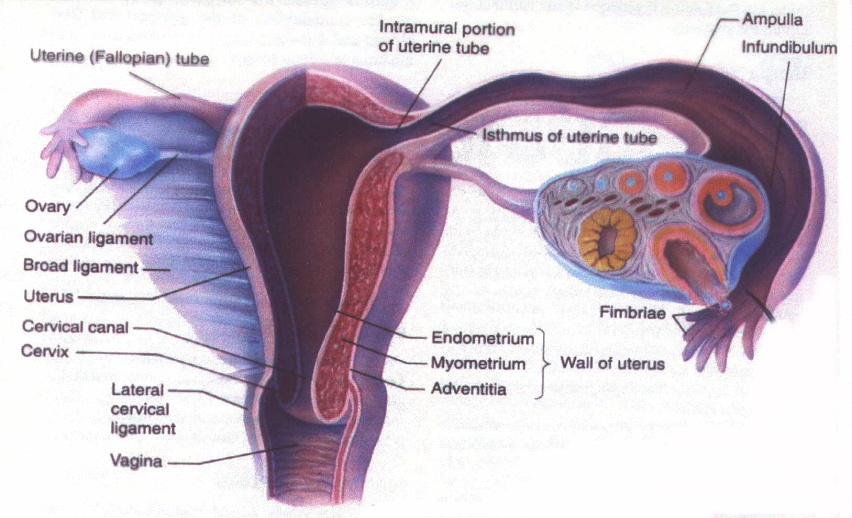 Ampulla
Intramural portion
of uterine tube
Infundibulum
Uterine (Fallopian) tube
Isthmus of uterine tube
Ovary
Ovarian ligament
Broad ligament
Uterus
Fimbriae
Cervical canal
Cervix
Endometrium
Myometrium
Wall of uterus
Adventitia
Lateral
cervical
ligament
Vagina